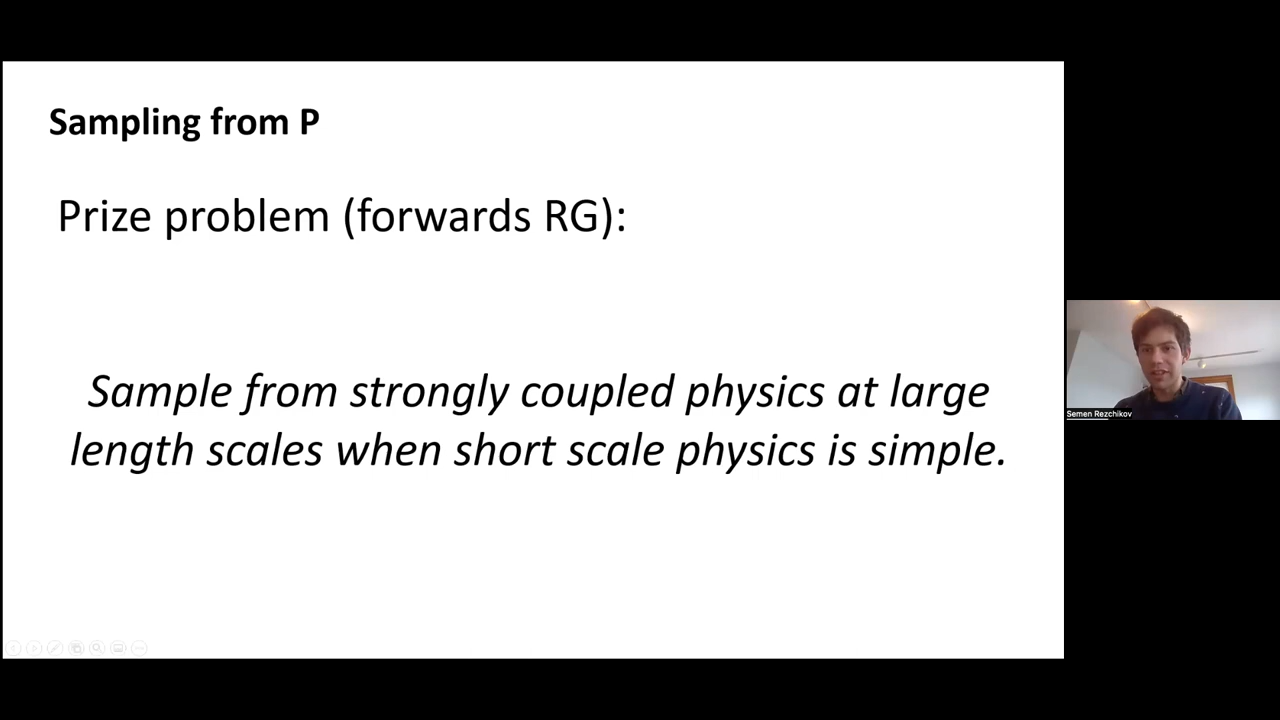 Sampling from P
Prize problem (forwards RG):
Sample from strongly coupled physics at large
length scales when short scale physics is simple.
Semen Rezchikov